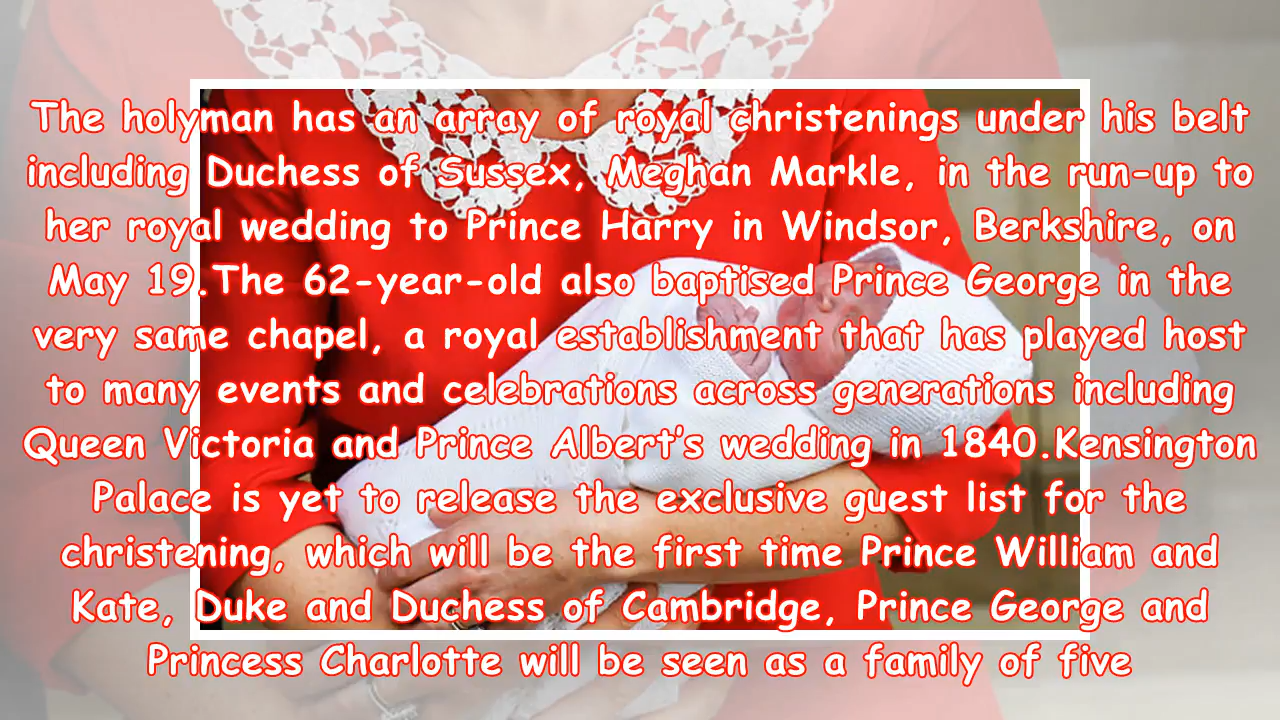 The holyman has an array of royal christenings under his belt
including Duchess of Sussex, Meghan Markle, in the run-up to
her royal wedding to Prince Harry in Windsor, Berkshire, on
May 19.The 62-year-old also baptised Prince George in the
very same chapel, a royal establishment that has played host
to many events and celebrations across generations including
Queen Victoria and Prince Albert's wedding in 1840.Kensington
Palace is yet to release the exclusive guest list for the
christening, which will be the first time Prince William and
Kate, Duke and Duchess of Cambridge, Prince George and
Princess Charlotte will be seen as a family of five